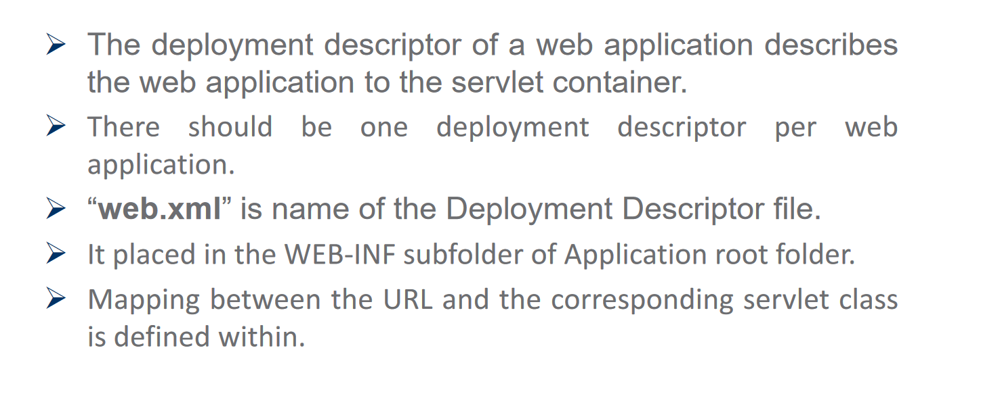 ➢ The deployment descriptor of a web application describes
the web application to the servlet container.
➢ There should be one deployment descriptor per web
application.
➢ “web.xml” is name of the Deployment Descriptor file.
➢ It placed in the WEB-INF subfolder of Application root folder.
➢ Mapping between the URL and the corresponding servlet class
is defined within.